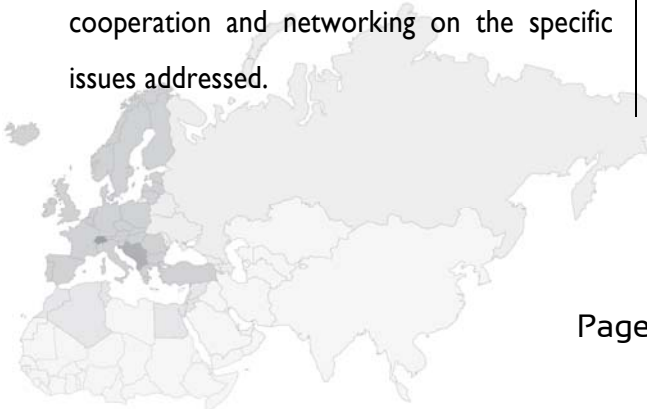 cooperation and networking on the specific
issues addressed.
Page